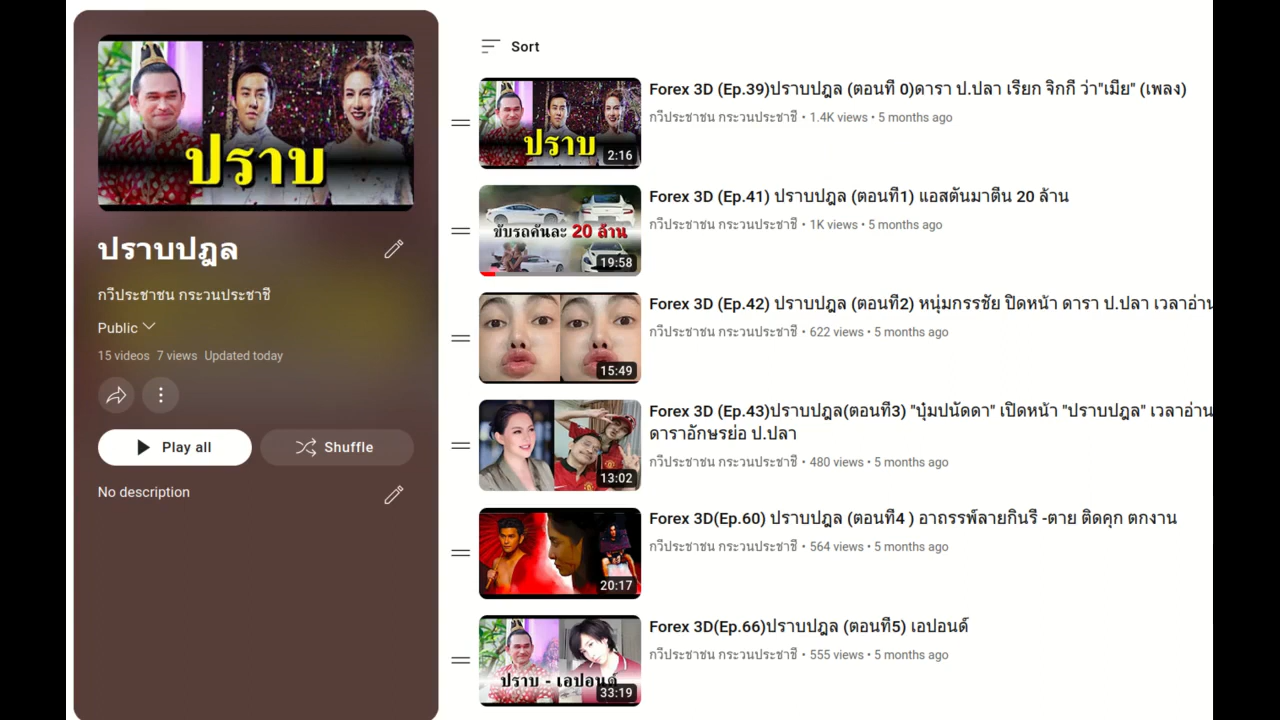 ปราบ
ปราบปฎล
กวีประชาชน กระวนประชาชี
Public
15 videos 7 views Updated today
Play all
Shuffle
No description
Sort
ปราบ
2:16
Forex 3D (Ep.39)ปราบปฎล (ตอนที่ 0)ดารา ป.ปลา เรียก จิกกี๋ ว่า"เมีย" (เพลง)
กวีประชาชน กระวนประชาชี • 1.4K views • 5 months ago
ขับรถคันละ 20 ล้าน
19:58
Forex 3D (Ep.41) ปราบปฎล (ตอนที่1) แอสตันมาติน 20 ล้าน
กวีประชาชน กระวนประชาชี • 1K views • 5 months ago
15:49
Forex 3D (Ep.42) ปราบปฎล (ตอนที่2) หนุ่มกรรชัย ปิดหน้า ดารา ป.ปลา เวลาอ่าน
กวีประชาชน กระวนประชาชี • 622 views • 5 months ago
13:02
Forex 3D (Ep.43)ปราบปฎล(ตอนที่3) "บุ๋มปนัดดา" เปิดหน้า "ปราบปฎล" เวลาอ่าน
ดาราอักษรย่อ ป.ปลา
กวีประชาชน กระวนประชาชี • 480 views • 5 months ago
20:17
Forex 3D(Ep.60) ปราบปฎล (ตอนที่4 ) อาถรรพ์ลายกินรี -ตาย ติดคุก ตกงาน
กวีประชาชน กระวนประชาชี • 564 views • 5 months ago
ปราบ - เอปอนด์
33:19
Forex 3D(Ep.66)ปราบปฎล (ตอนที่5) เอปอนด์
กวีประชาชน กระวนประชาชี • 555 views • 5 months ago